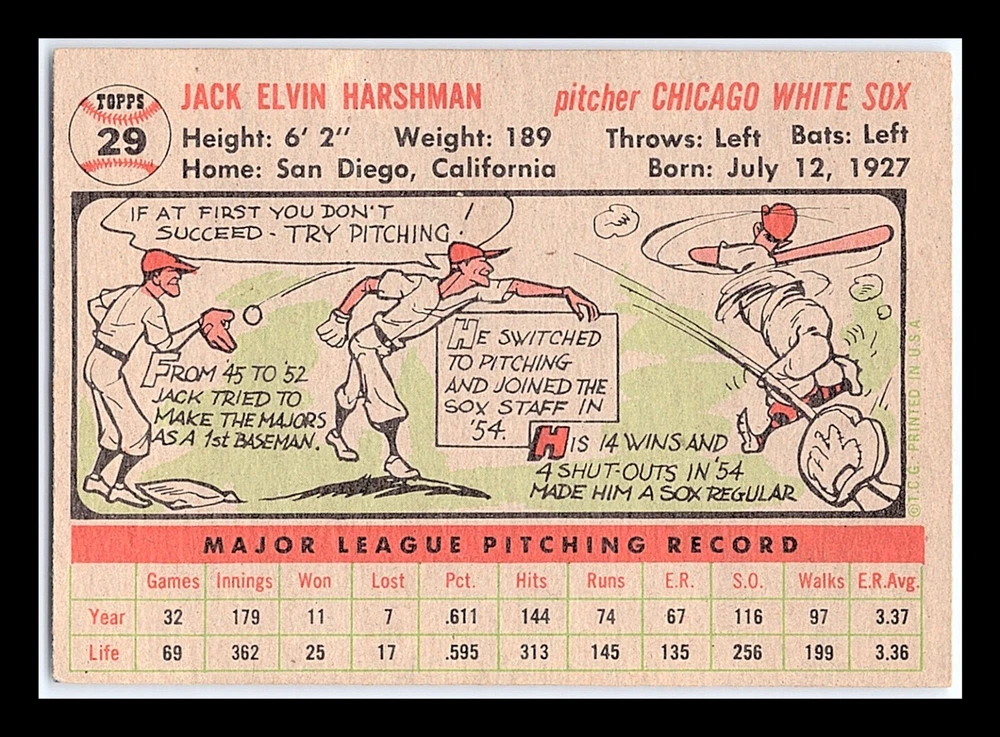 TOPPS
29
JACK ELVIN HARSHMAN pitcher CHICAGO WHITE SOX
Height: 6' 2" Weight: 189 Throws: Left Bats: Left
Home: San Diego, California Born: July 12, 1927
IF AT FIRST YOU DON'T
SUCCEED - TRY PITCHING!
FROM '45 TO '52
JACK TRIED TO
MAKE THE MAJORS
AS A 1st BASEMAN.
HE SWITCHED
TO PITCHING
AND JOINED THE
SOX STAFF IN
'54.
HIS 14 WINS AND
4 SHUT-OUTS IN '54
MADE HIM A SOX REGULAR
©T.C.G. PRINTED IN U.S.A.
MAJOR LEAGUE PITCHING RECORD
Games Innings Won Lost Pct. Hits Runs E.R. S.O. Walks E.R.Avg.
Year 32 179 11 7 .611 144 74 67 116 97 3.37
Life 69 362 25 17 .595 313 145 135 256 199 3.36